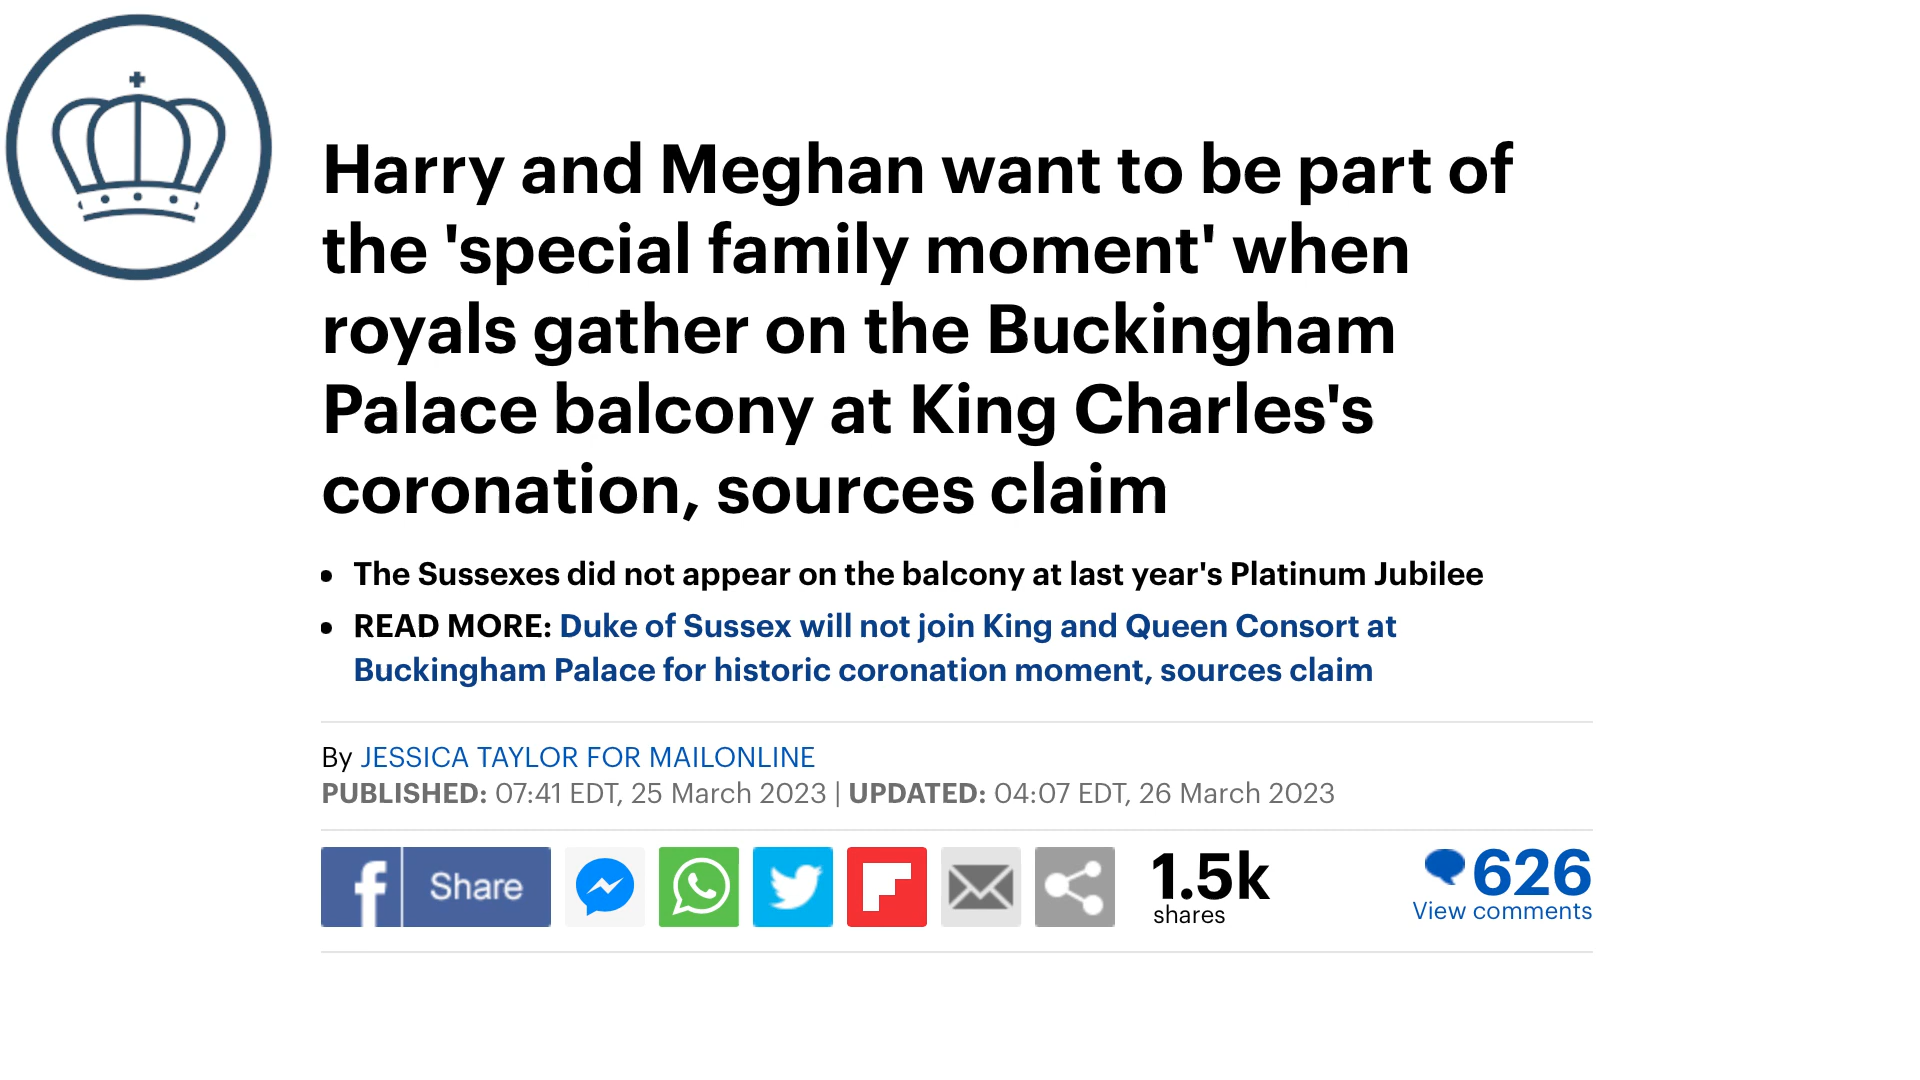 Harry and Meghan want to be part of
the 'special family moment' when
royals gather on the Buckingham
Palace balcony at King Charles's
coronation, sources claim
• The Sussexes did not appear on the balcony at last year's Platinum Jubilee
• READ MORE: Duke of Sussex will not join King and Queen Consort at
Buckingham Palace for historic coronation moment, sources claim
By JESSICA TAYLOR FOR MAILONLINE
PUBLISHED: 07:41 EDT, 25 March 2023 | UPDATED: 04:07 EDT, 26 March 2023
f Share
1.5k
shares
626
View comments